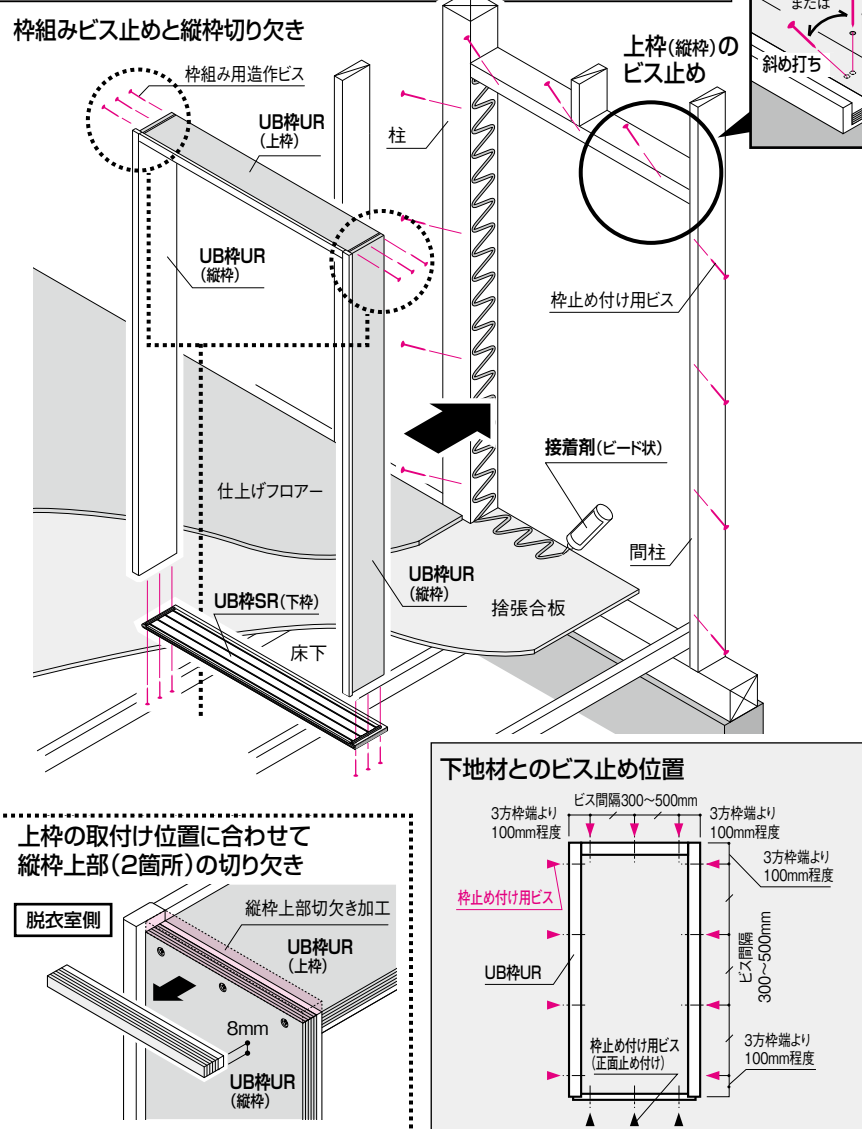 枠組みビス止めと縦枠切り欠き
枠組み用造作ビス
UB枠UR
(上枠)
柱
上枠(縦枠)の
ビス止め
または
斜め打ち
UB枠UR
(縦枠)
枠止め付け用ビス
接着剤(ビード状)
仕上げフロアー
間柱
UB枠UR
(縦枠)
捨張合板
UB枠SR(下枠)
床下
上枠の取付け位置に合わせて
縦枠上部(2箇所)の切り欠き
脱衣室側
縦枠上部切欠き加工
UB枠UR
(上枠)
8mm
UB枠UR
(縦枠)
下地材とのビス止め位置
ビス間隔300～500mm
3方枠端より
100mm程度
3方枠端より
100mm程度
3方枠端より
100mm程度
枠止め付け用ビス
ビス間隔
300～500mm
UB枠UR
枠止め付け用ビス
(正面止め付け)
3方枠端より
100mm程度